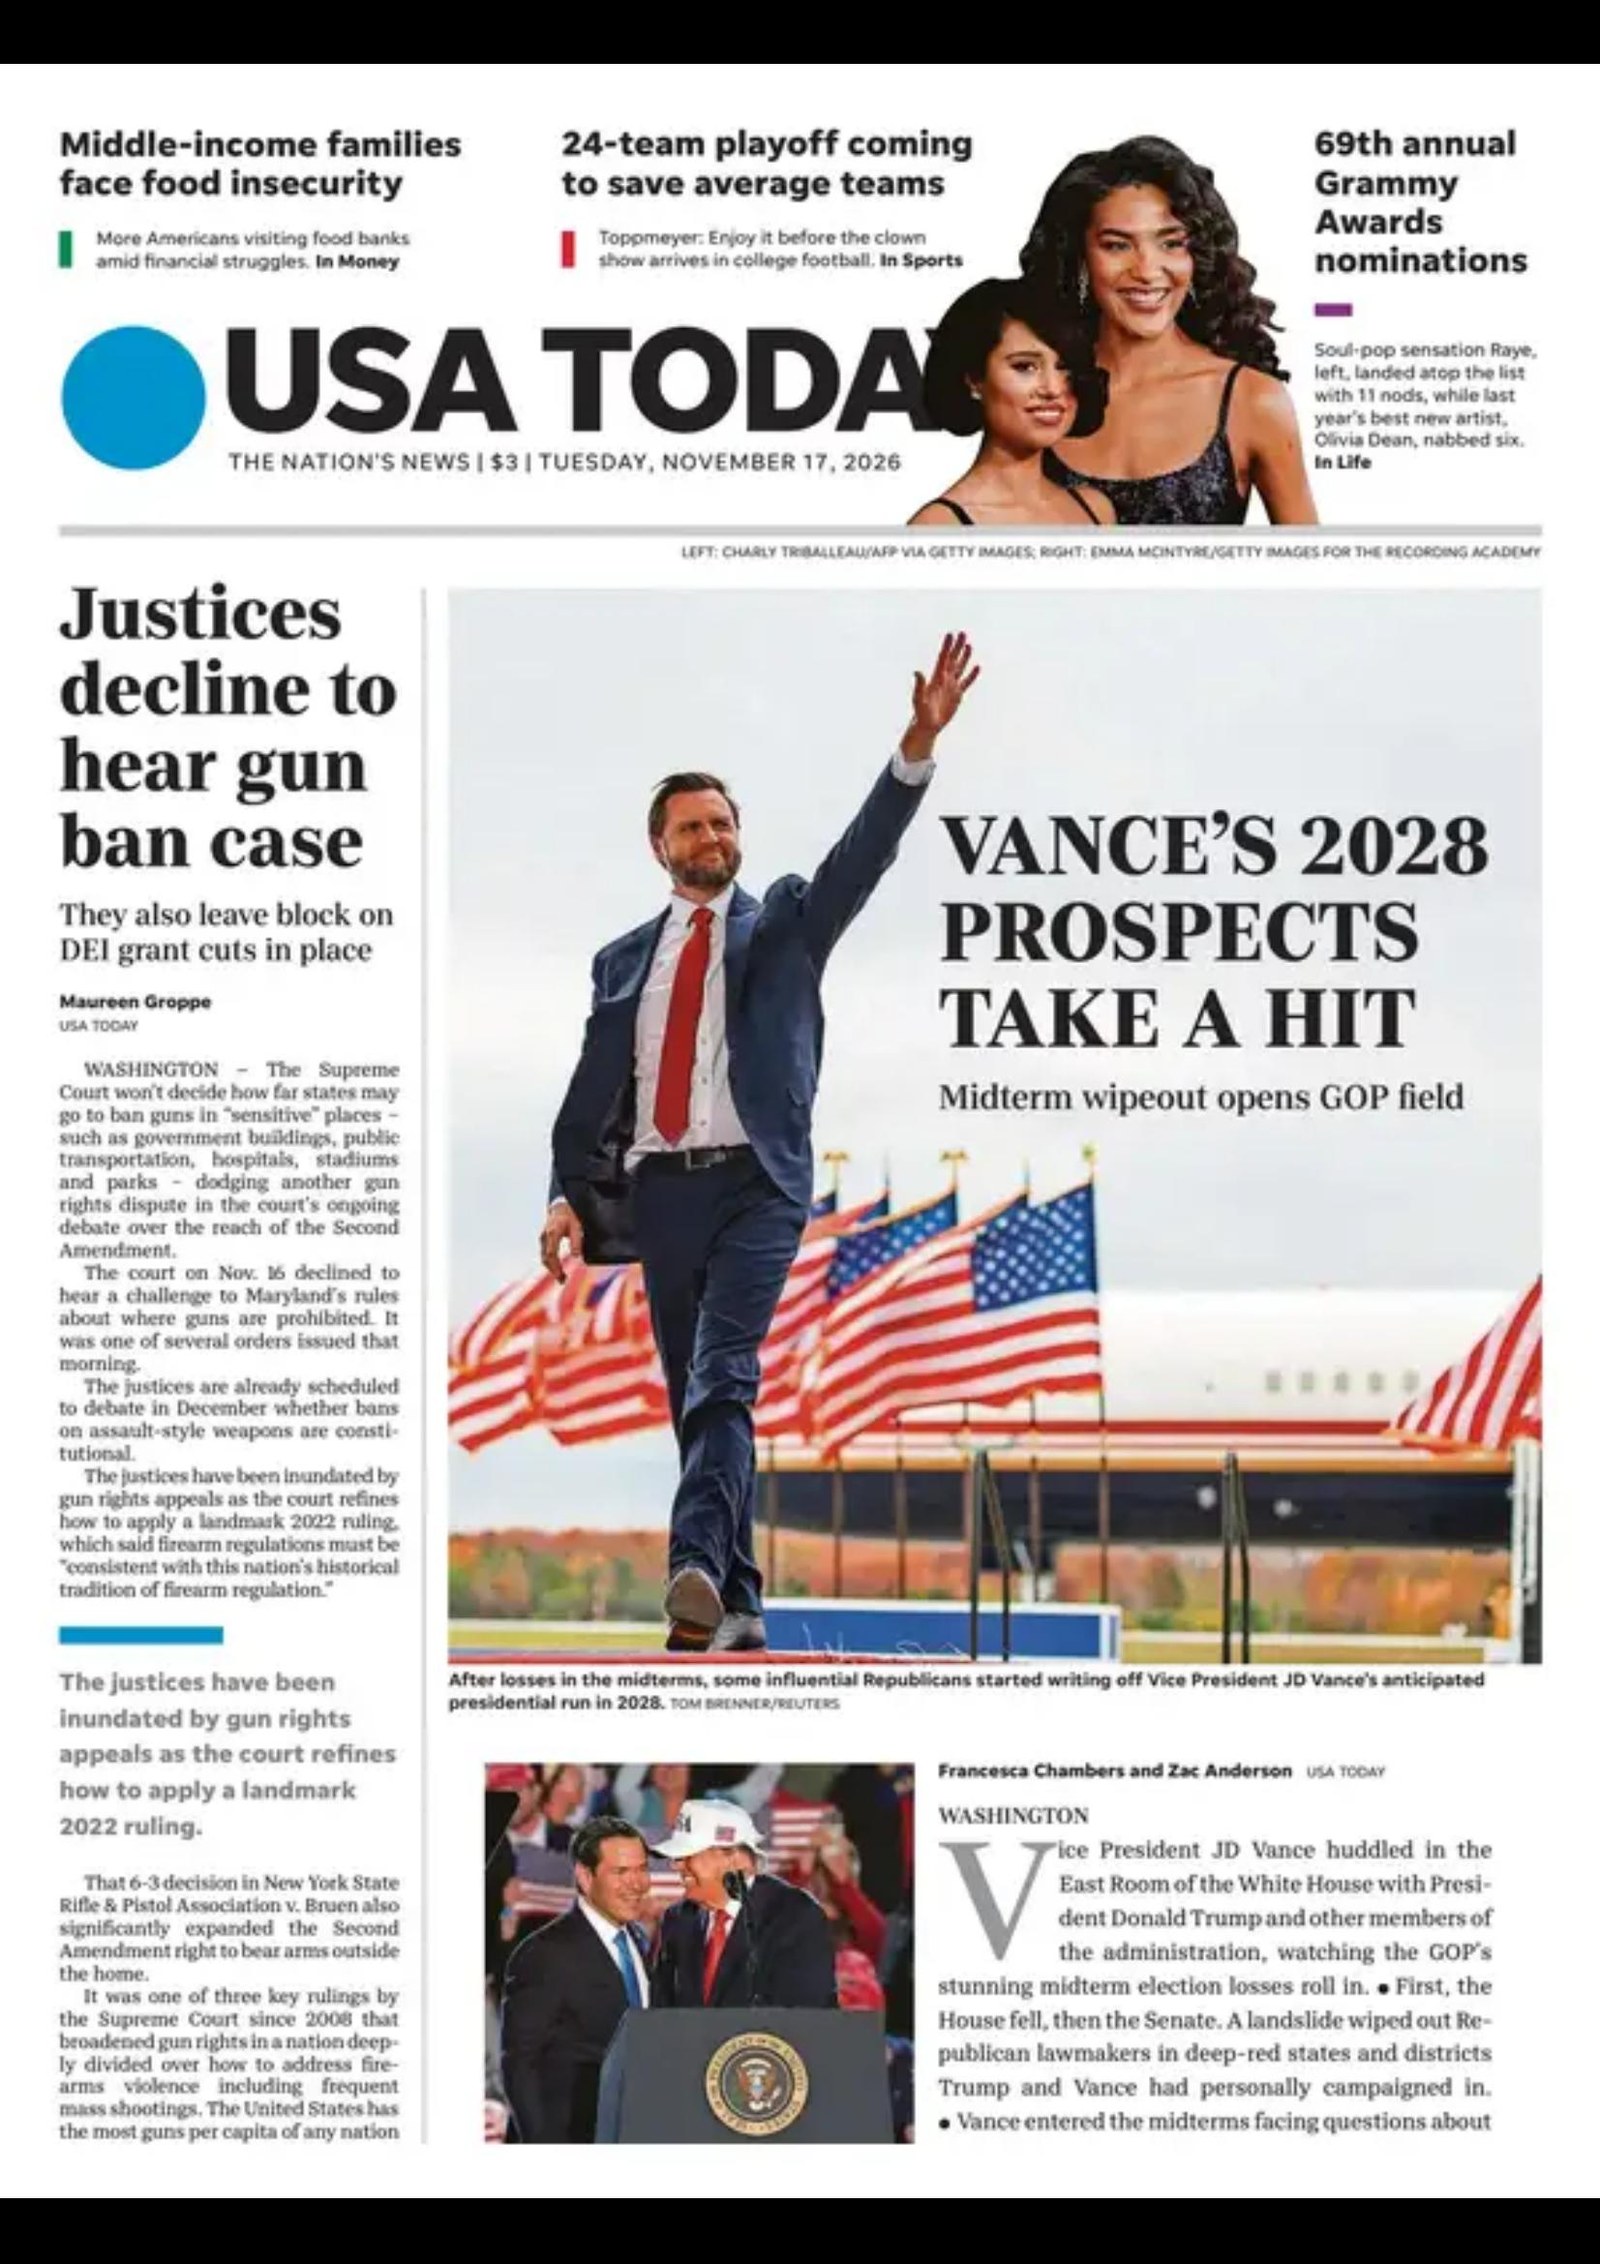 Middle-income families
face food insecurity
More Americans visiting food banks
amid financial struggles. In Money
24-team playoff coming
to save average teams
Toppmeyer: Enjoy it before the clown
show arrives in college football. In Sports
69th annual
Grammy
Awards
nominations
Soul-pop sensation Raye,
left, landed atop the list
with 11 nods, while last
year's best new artist,
Olivia Dean, nabbed six.
In Life
USA TODAY
THE NATION'S NEWS | $3 | TUESDAY, NOVEMBER 17, 2026
LEFT: CHARLY TRIBALLEAU/AFP VIA GETTY IMAGES; RIGHT: EMMA MCINTYRE/GETTY IMAGES FOR THE RECORDING ACADEMY
Justices
decline to
hear gun
ban case
They also leave block on
DEI grant cuts in place
Maureen Groppe
USA TODAY
WASHINGTON – The Supreme
Court won't decide how far states may
go to ban guns in "sensitive" places –
such as government buildings, public
transportation, hospitals, stadiums
and parks – dodging another gun
rights dispute in the court's ongoing
debate over the reach of the Second
Amendment.
The court on Nov. 16 declined to
hear a challenge to Maryland's rules
about where guns are prohibited. It
was one of several orders issued that
morning.
The justices are already scheduled
to debate in December whether bans
on assault-style weapons are consti-
tutional.
The justices have been inundated by
gun rights appeals as the court refines
how to apply a landmark 2022 ruling,
which said firearm regulations must be
"consistent with this nation's historical
tradition of firearm regulation."
The justices have been
inundated by gun rights
appeals as the court refines
how to apply a landmark
2022 ruling.
That 6-3 decision in New York State
Rifle & Pistol Association v. Bruen also
significantly expanded the Second
Amendment right to bear arms outside
the home.
It was one of three key rulings by
the Supreme Court since 2008 that
broadened gun rights in a nation deep-
ly divided over how to address fire-
arms violence including frequent
mass shootings. The United States has
the most guns per capita of any nation
VANCE'S 2028
PROSPECTS
TAKE A HIT
Midterm wipeout opens GOP field
After losses in the midterms, some influential Republicans started writing off Vice President JD Vance's anticipated
presidential run in 2028. TOM BRENNER/REUTERS
Francesca Chambers and Zac Anderson USA TODAY
WASHINGTON
Vice President JD Vance huddled in the
East Room of the White House with Presi-
dent Donald Trump and other members of
the administration, watching the GOP's
stunning midterm election losses roll in. ● First, the
House fell, then the Senate. A landslide wiped out Re-
publican lawmakers in deep-red states and districts
Trump and Vance had personally campaigned in.
● Vance entered the midterms facing questions about